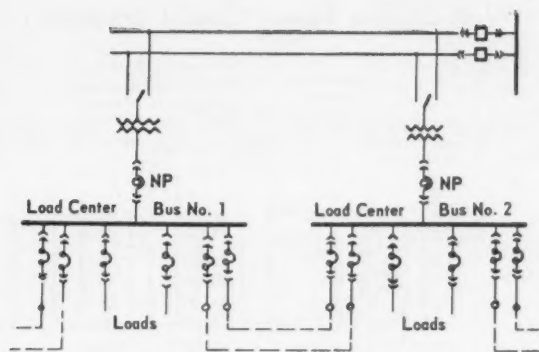 NP
NP
Load Center Bus No. 1
Load Center Bus No. 2
Loads
Loads